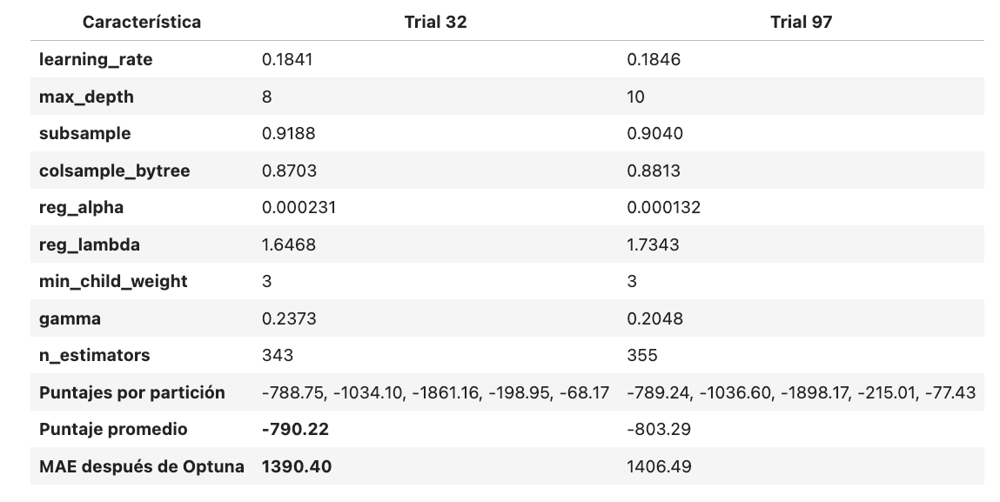 Característica Trial 32 Trial 97
learning_rate 0.1841 0.1846
max_depth 8 10
subsample 0.9188 0.9040
colsample_bytree 0.8703 0.8813
reg_alpha 0.000231 0.000132
reg_lambda 1.6468 1.7343
min_child_weight 3 3
gamma 0.2373 0.2048
n_estimators 343 355
Puntajes por partición -788.75, -1034.10, -1861.16, -198.95, -68.17 -789.24, -1036.60, -1898.17, -215.01, -77.43
Puntaje promedio -790.22 -803.29
MAE después de Optuna 1390.40 1406.49